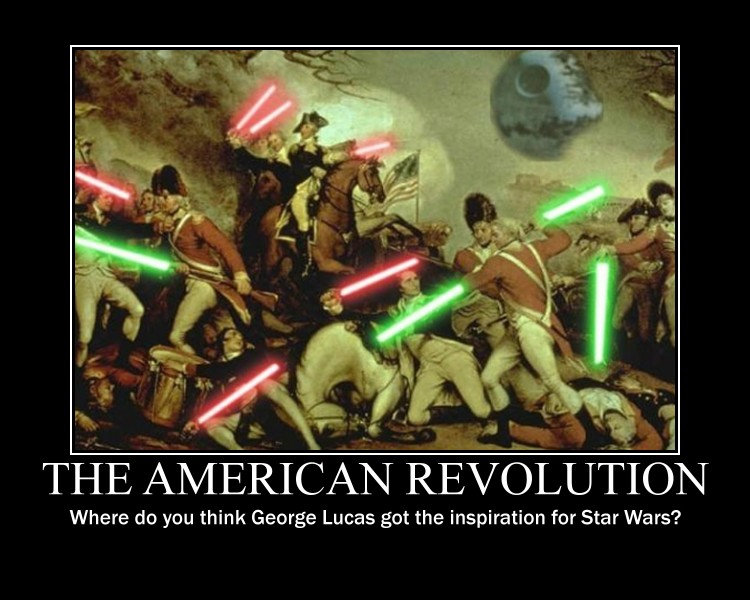 THE AMERICAN REVOLUTION
Where do you think George Lucas got the inspiration for Star Wars?